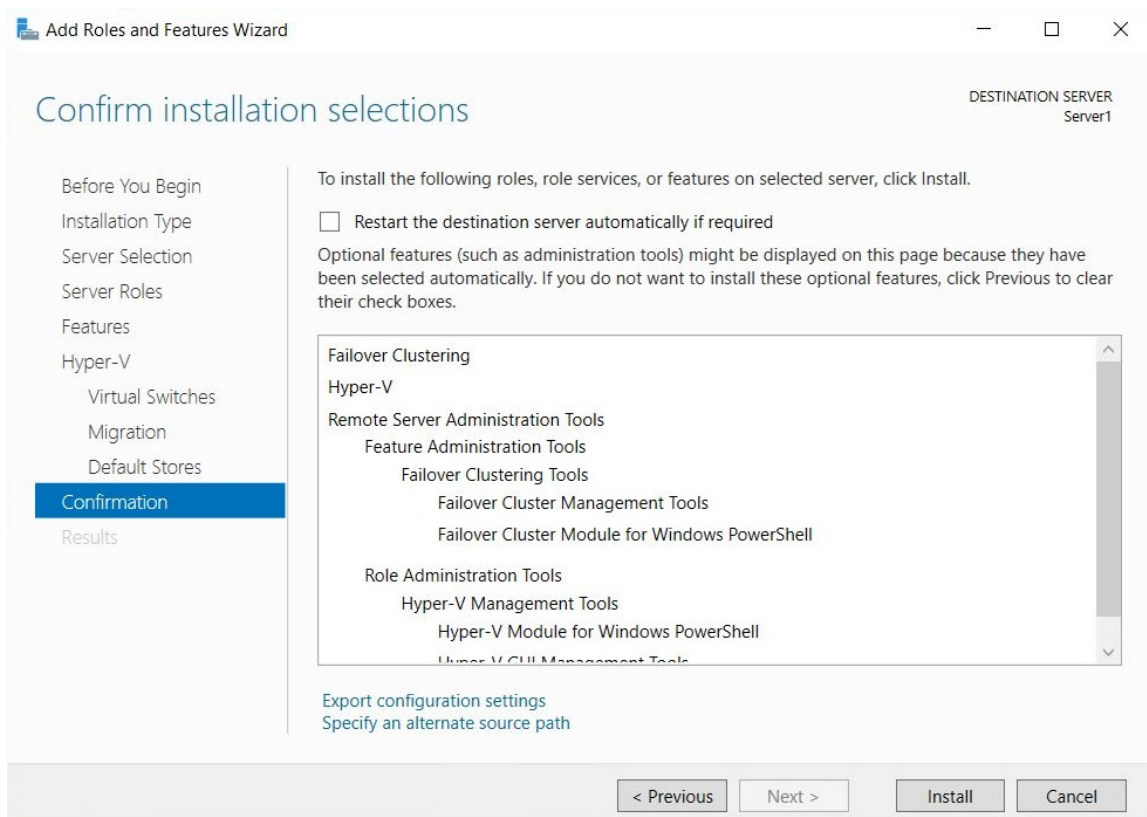 Add Roles and Features Wizard
Confirm installation selections
DESTINATION SERVER
Server1
Before You Begin
Installation Type
Server Selection
Server Roles
Features
Hyper-V
Virtual Switches
Migration
Default Stores
Confirmation
Results
To install the following roles, role services, or features on selected server, click Install.
Restart the destination server automatically if required
Optional features (such as administration tools) might be displayed on this page because they have
been selected automatically. If you do not want to install these optional features, click Previous to clear
their check boxes.
Failover Clustering
Hyper-V
Remote Server Administration Tools
Feature Administration Tools
Failover Clustering Tools
Failover Cluster Management Tools
Failover Cluster Module for Windows PowerShell
Role Administration Tools
Hyper-V Management Tools
Hyper-V Module for Windows PowerShell
Hyper-V GUI Management Tools
Export configuration settings
Specify an alternate source path
< Previous
Next >
Install
Cancel